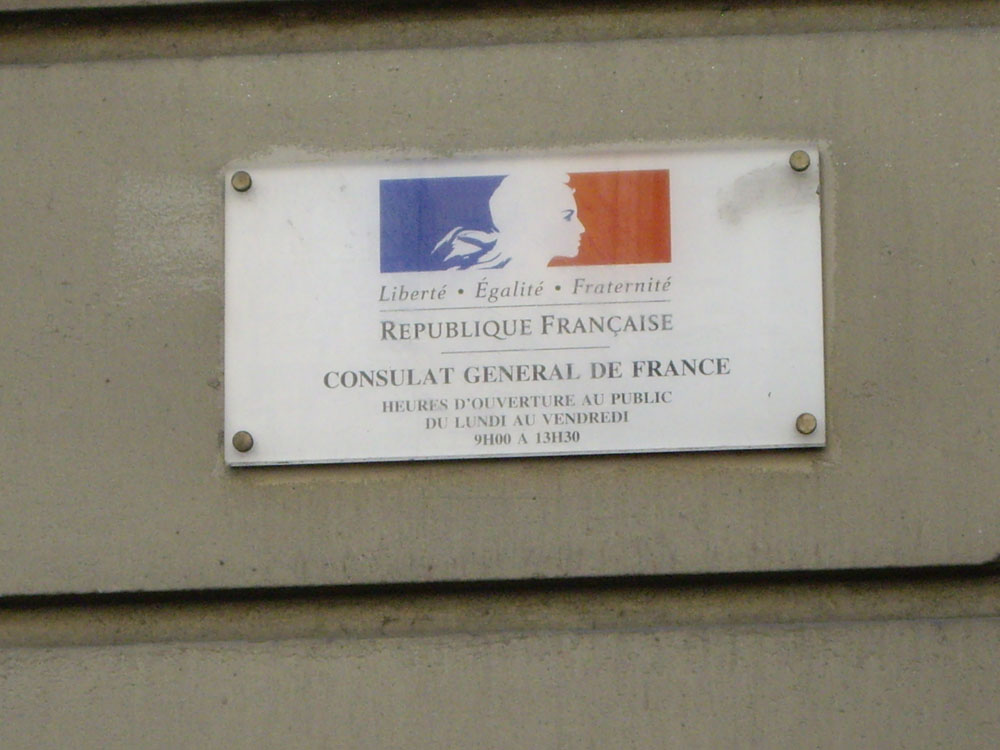 Liberté • Égalité • Fraternité
REPUBLIQUE FRANÇAISE
CONSULAT GENERAL DE FRANCE
HEURES D'OUVERTURE AU PUBLIC
DU LUNDI AU VENDREDI
9H00 A 13H30